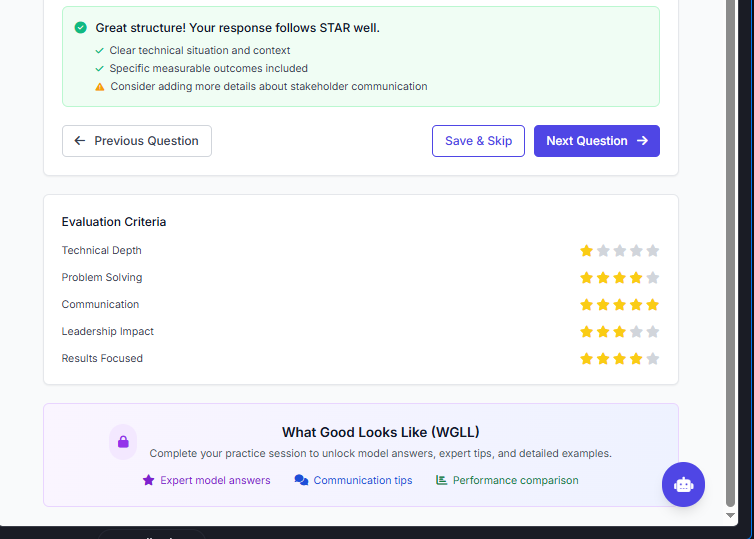 Great structure! Your response follows STAR well.
Clear technical situation and context
Specific measurable outcomes included
Consider adding more details about stakeholder communication
Previous Question
Save & Skip
Next Question
Evaluation Criteria
Technical Depth
Problem Solving
Communication
Leadership Impact
Results Focused
What Good Looks Like (WGLL)
Complete your practice session to unlock model answers, expert tips, and detailed examples.
Expert model answers
Communication tips
Performance comparison